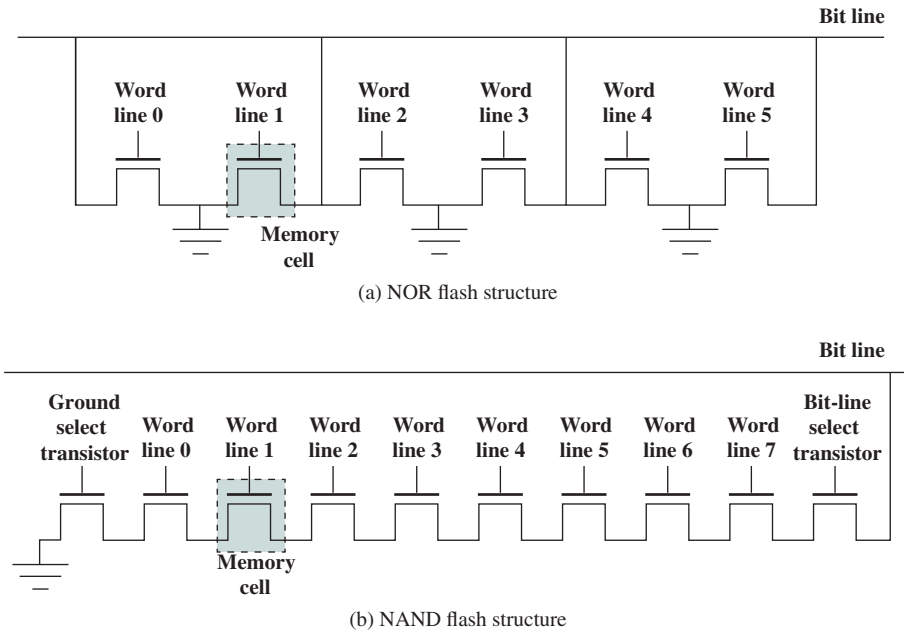 Bit line
Word line 0
Word line 1
Word line 2
Word line 3
Word line 4
Word line 5
Memory cell
(a) NOR flash structure
Bit line
Ground select transistor
Word line 0
Word line 1
Word line 2
Word line 3
Word line 4
Word line 5
Word line 6
Word line 7
Bit-line select transistor
Memory cell
(b) NAND flash structure